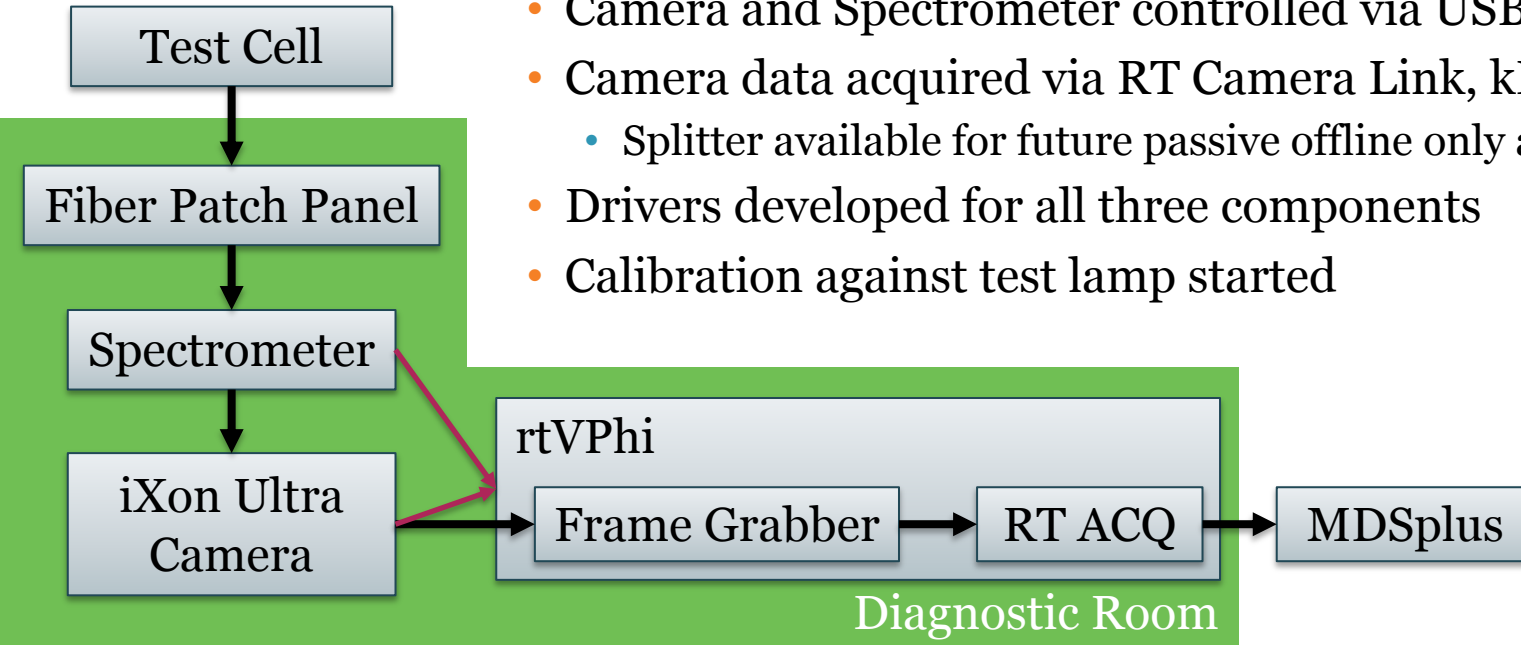 Test Cell
Fiber Patch Panel
Spectrometer
iXon Ultra
Camera
• Camera and Spectrometer controlled via USB
• Camera data acquired via RT Camera Link,
• Splitter available for future passive offline only
• Drivers developed for all three components
• Calibration against test lamp started
rtVPhi
Frame Grabber
RT ACQ
MDSplus
Diagnostic Room